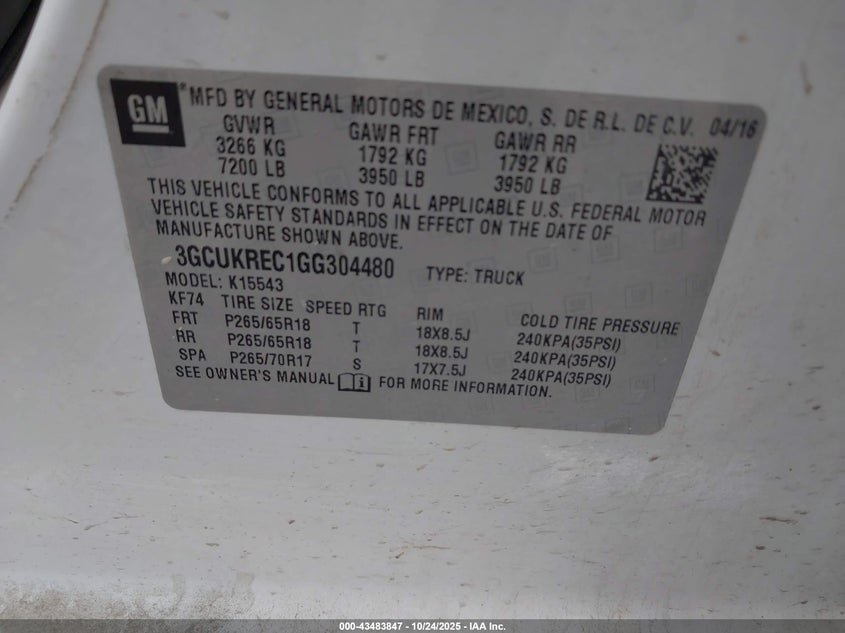 GM ® MFD BY GENERAL MOTORS DE MEXICO, S. DE R.L. DE C.V. 04/16
GVWR GAWR FRT GAWR RR
3266 KG 1792 KG 1792 KG
7200 LB 3950 LB 3950 LB
THIS VEHICLE CONFORMS TO ALL APPLICABLE U.S. FEDERAL MOTOR
VEHICLE SAFETY STANDARDS IN EFFECT ON THE DATE OF
MANUFACTURE SHOWN ABOVE.
3GCUKREC1GG304480 TYPE: TRUCK
MODEL: K15543
KF74 TIRE SIZE SPEED RTG RIM COLD TIRE PRESSURE
FRT P265/65R18 T 18X8.5J 240KPA(35PSI)
RR P265/65R18 T 18X8.5J 240KPA(35PSI)
SPA P265/70R17 S 17X7.5J 240KPA(35PSI)
SEE OWNER'S MANUAL FOR MORE INFORMATION.
000-43483847 - 10/24/2025 - IAA Inc.